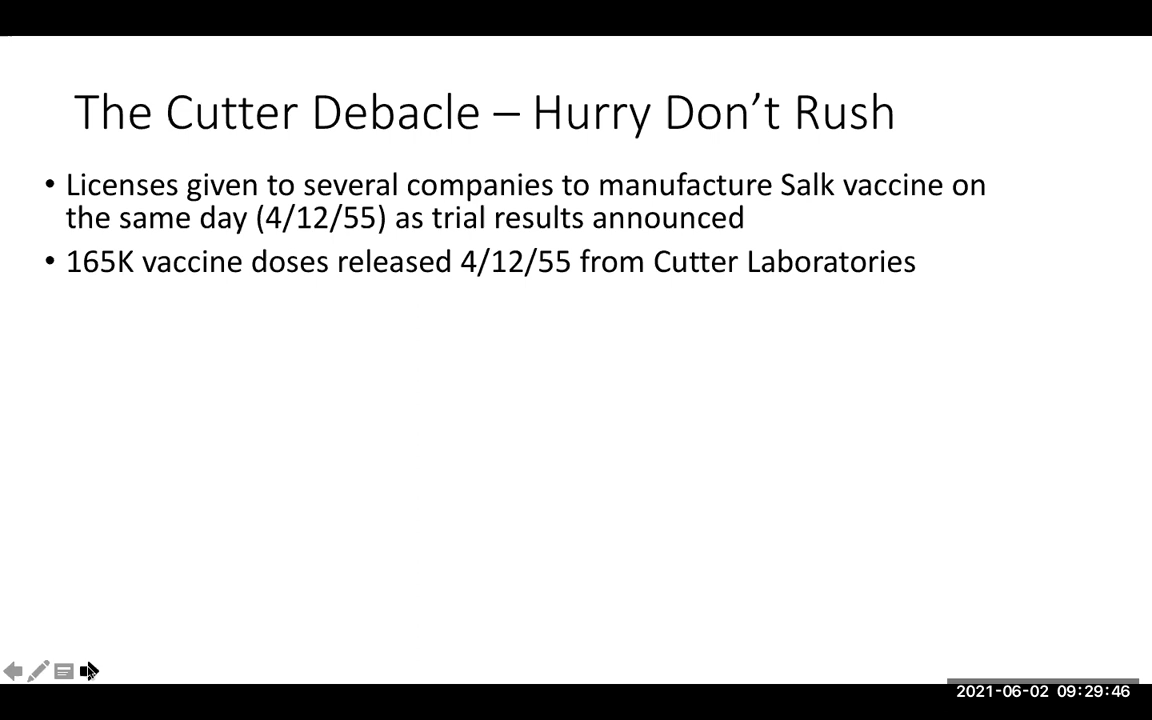 The Cutter Debacle – Hurry Don’t Rush
• Licenses given to several companies to manufacture Salk vaccine on
the same day (4/12/55) as trial results announced
• 165K vaccine doses released 4/12/55 from Cutter Laboratories
2021-06-02 09:29:46